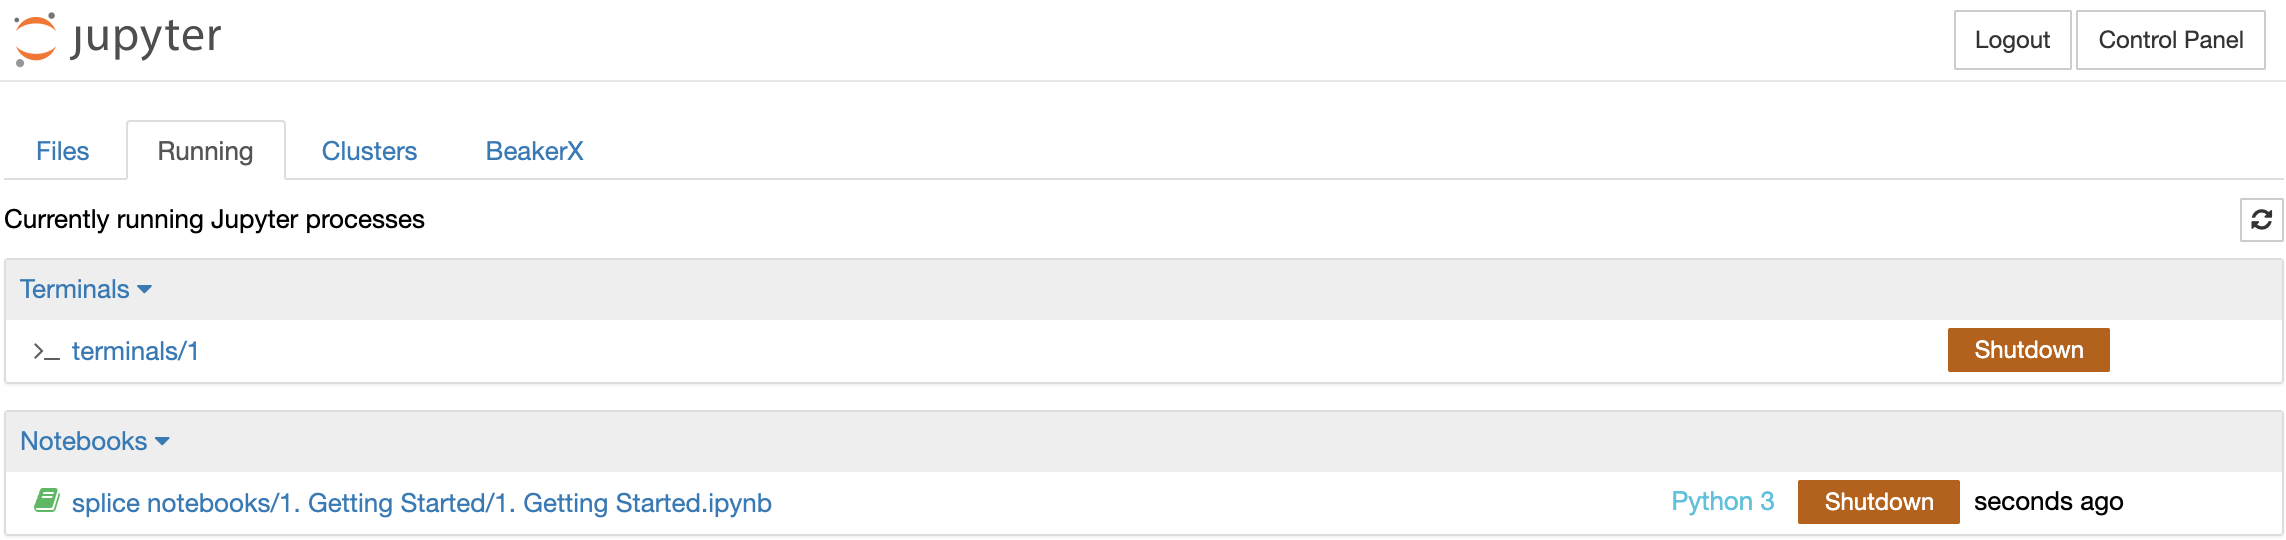 jupyter
Logout Control Panel
Files Running Clusters BeakerX
Currently running Jupyter processes
Terminals
>_ terminals/1 Shutdown
Notebooks
splice notebooks/1. Getting Started/1. Getting Started.ipynb Python 3 Shutdown seconds ago